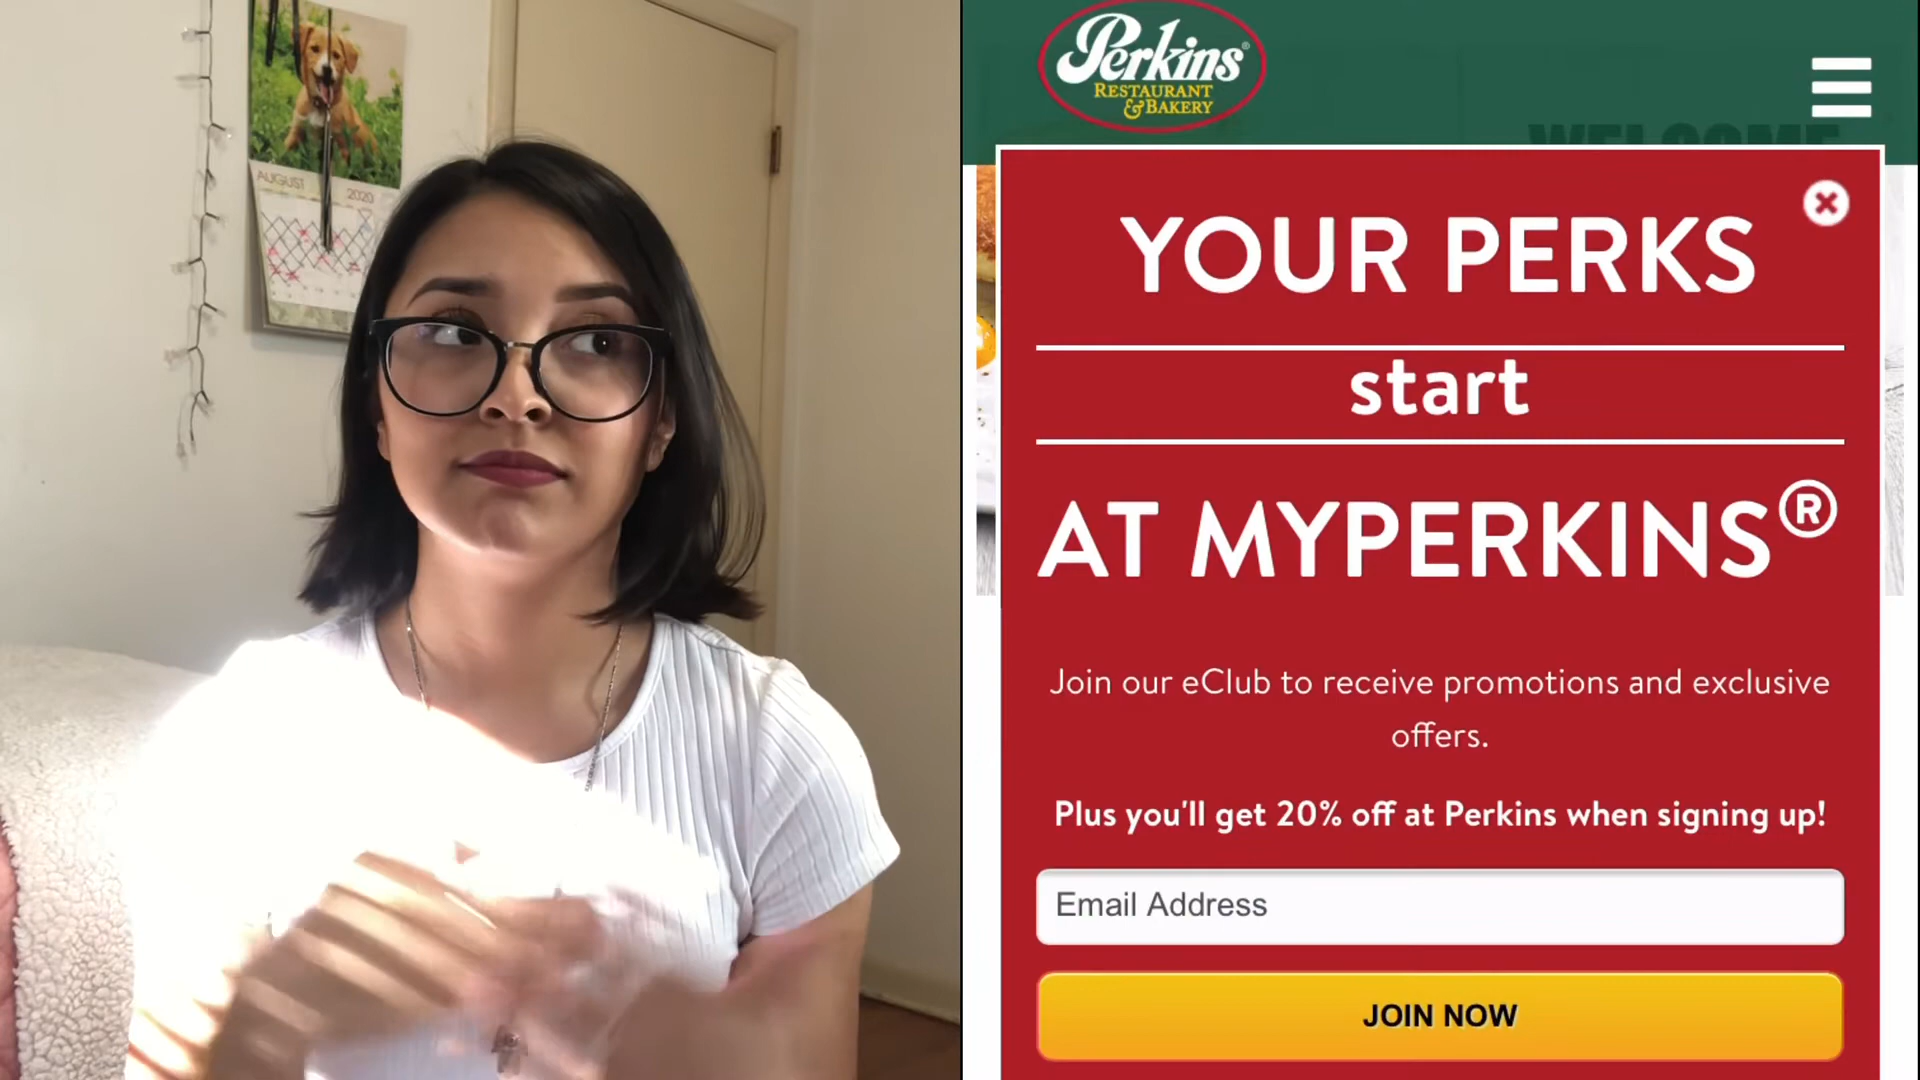 AUGUST 2020
Perkins®
RESTAURANT
& BAKERY
WELCOME
YOUR PERKS
start
AT MYPERKINS®
Join our eClub to receive promotions and exclusive
offers.
Plus you'll get 20% off at Perkins when signing up!
Email Address
JOIN NOW